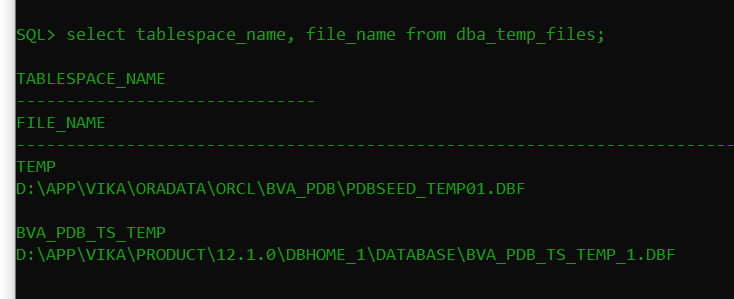 SQL> select tablespace_name, file_name from dba_temp_files;
TABLESPACE_NAME
------------------------------
FILE_NAME
--------------------------------------------------------------------------------
TEMP
D:\APP\VIKA\ORADATA\ORCL\BVA_PDB\PDBSEED_TEMP01.DBF
BVA_PDB_TS_TEMP
D:\APP\VIKA\PRODUCT\12.1.0\DBHOME_1\DATABASE\BVA_PDB_TS_TEMP_1.DBF